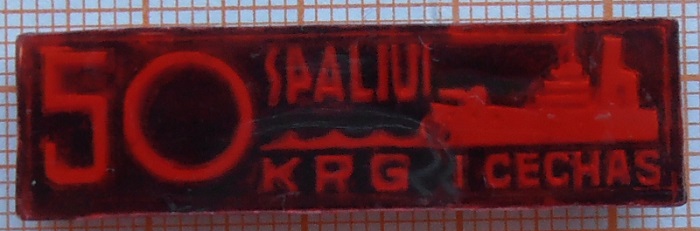 50 SPALIUI
KRG I CECHAS